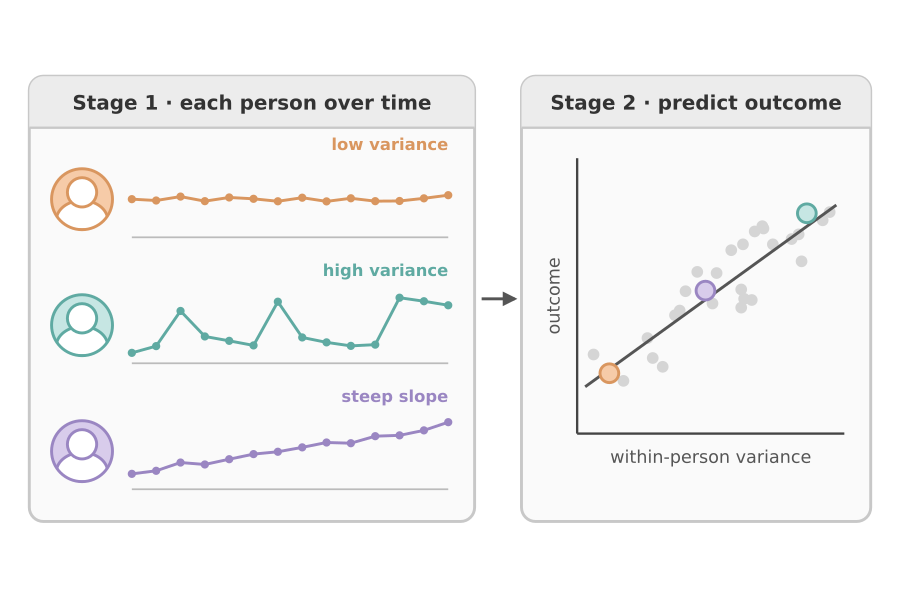 Stage 1 · each person over time
low variance
high variance
steep slope
Stage 2 · predict outcome
outcome
within-person variance